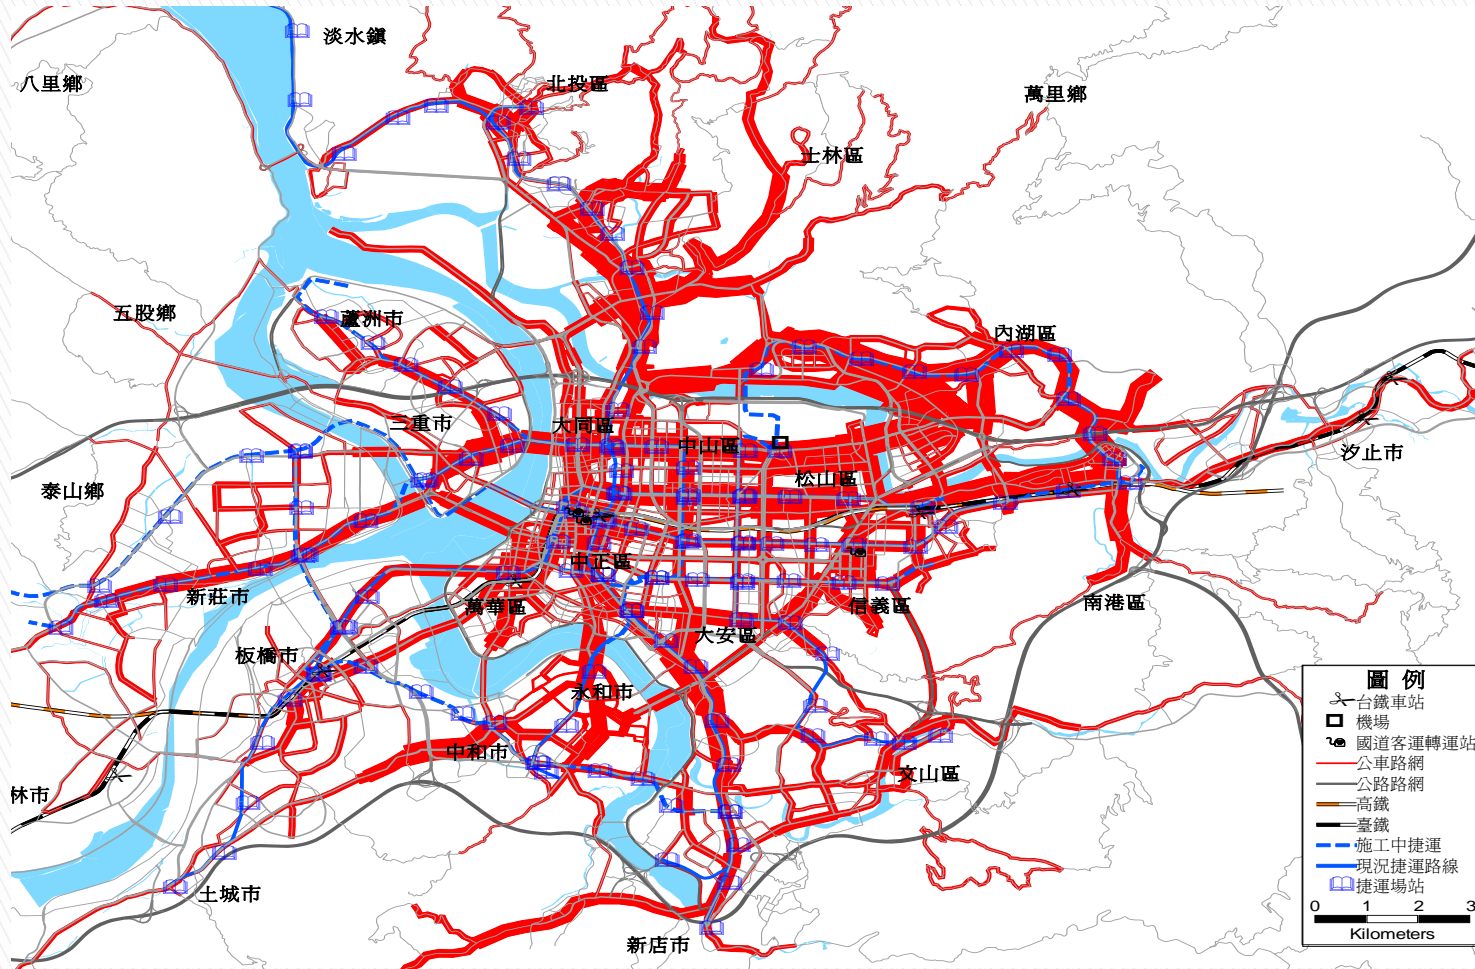 淡水鎮
八里鄉
北投區
萬里鄉
士林區
五股鄉
蘆洲市
內湖區
三重市
大同區
中山區
汐止市
松山區
泰山鄉
中正區
新莊市
萬華區
信義區
南港區
大安區
板橋市
永和市
中和市
文山區
林市
土城市
新店市
圖 例
台鐵車站
機場
國道客運轉運站
公車路網
公路路網
高鐵
臺鐵
施工中捷運
現況捷運路線
捷運場站
0 1 2 3
Kilometers